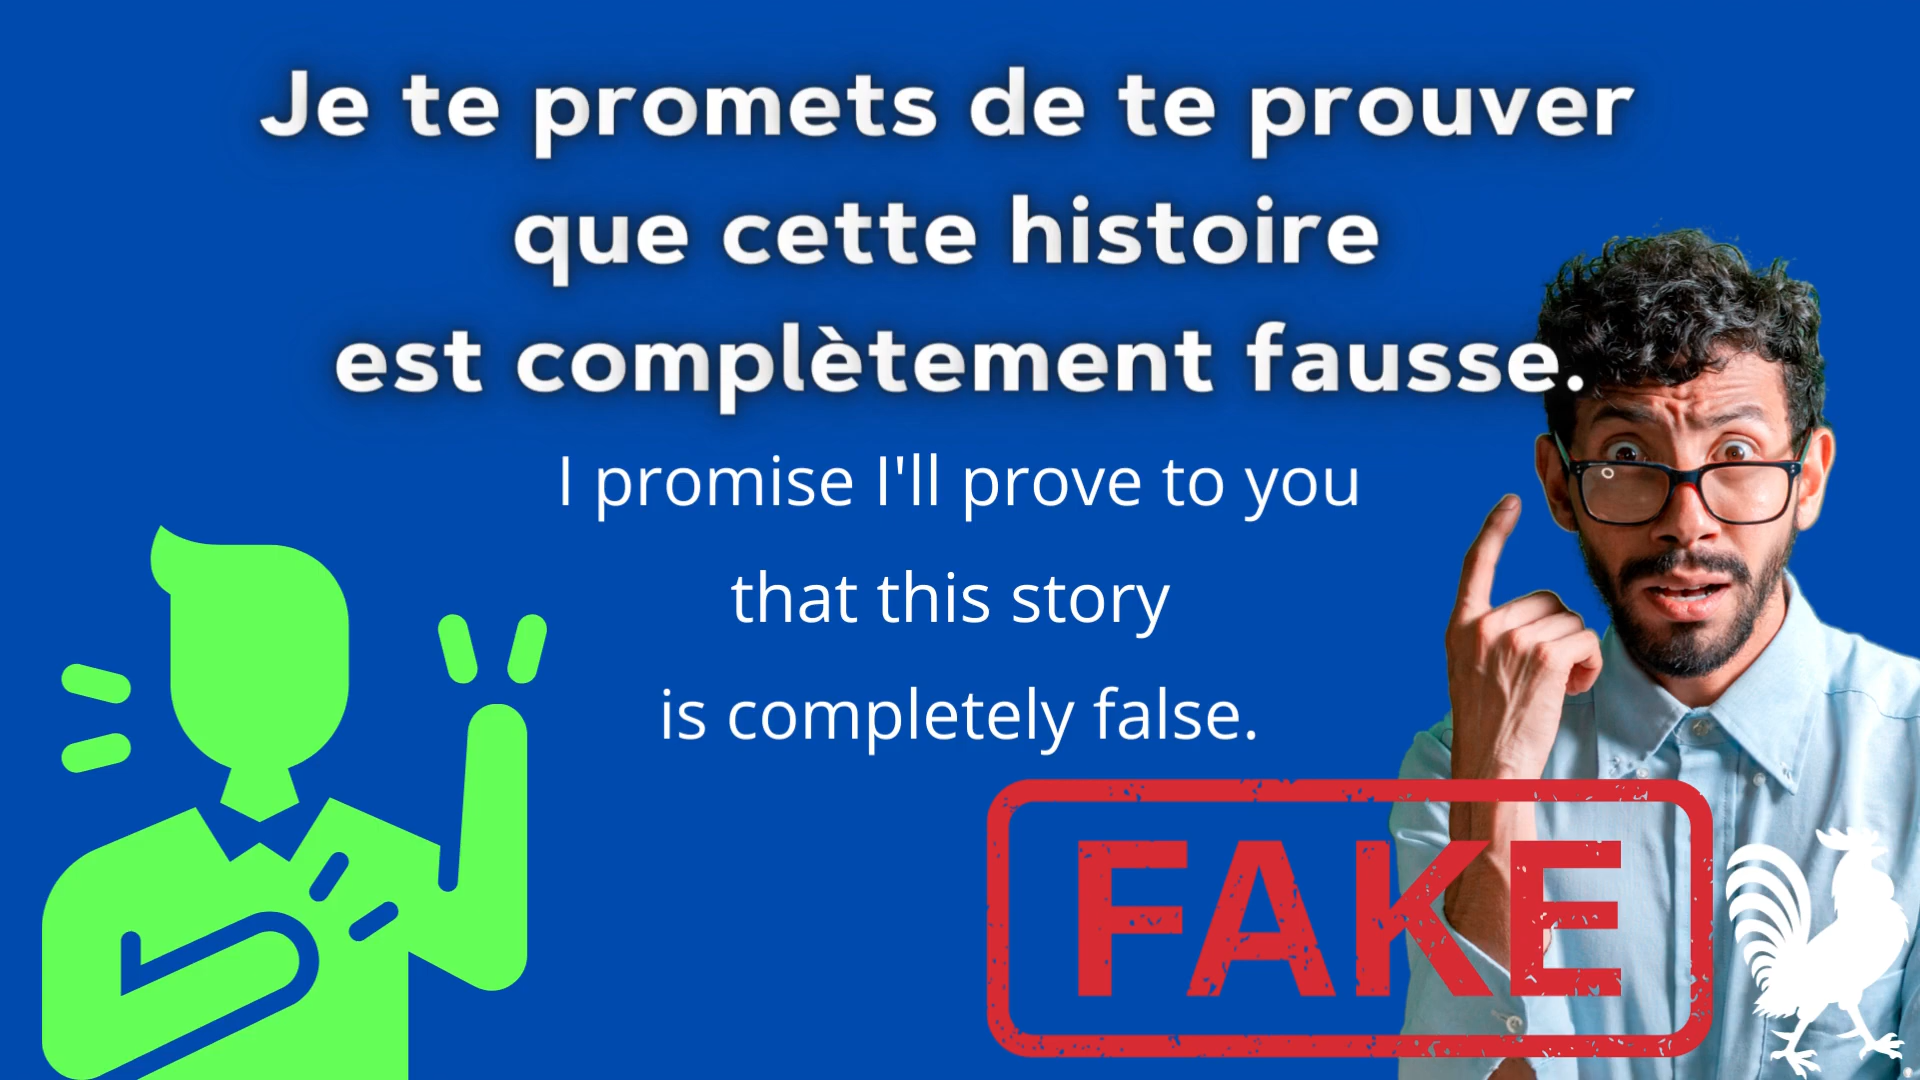 Je te promets de te prouver
que cette histoire
est complètement fausse.
I promise I'll prove to you
that this story
is completely false.
FAKE